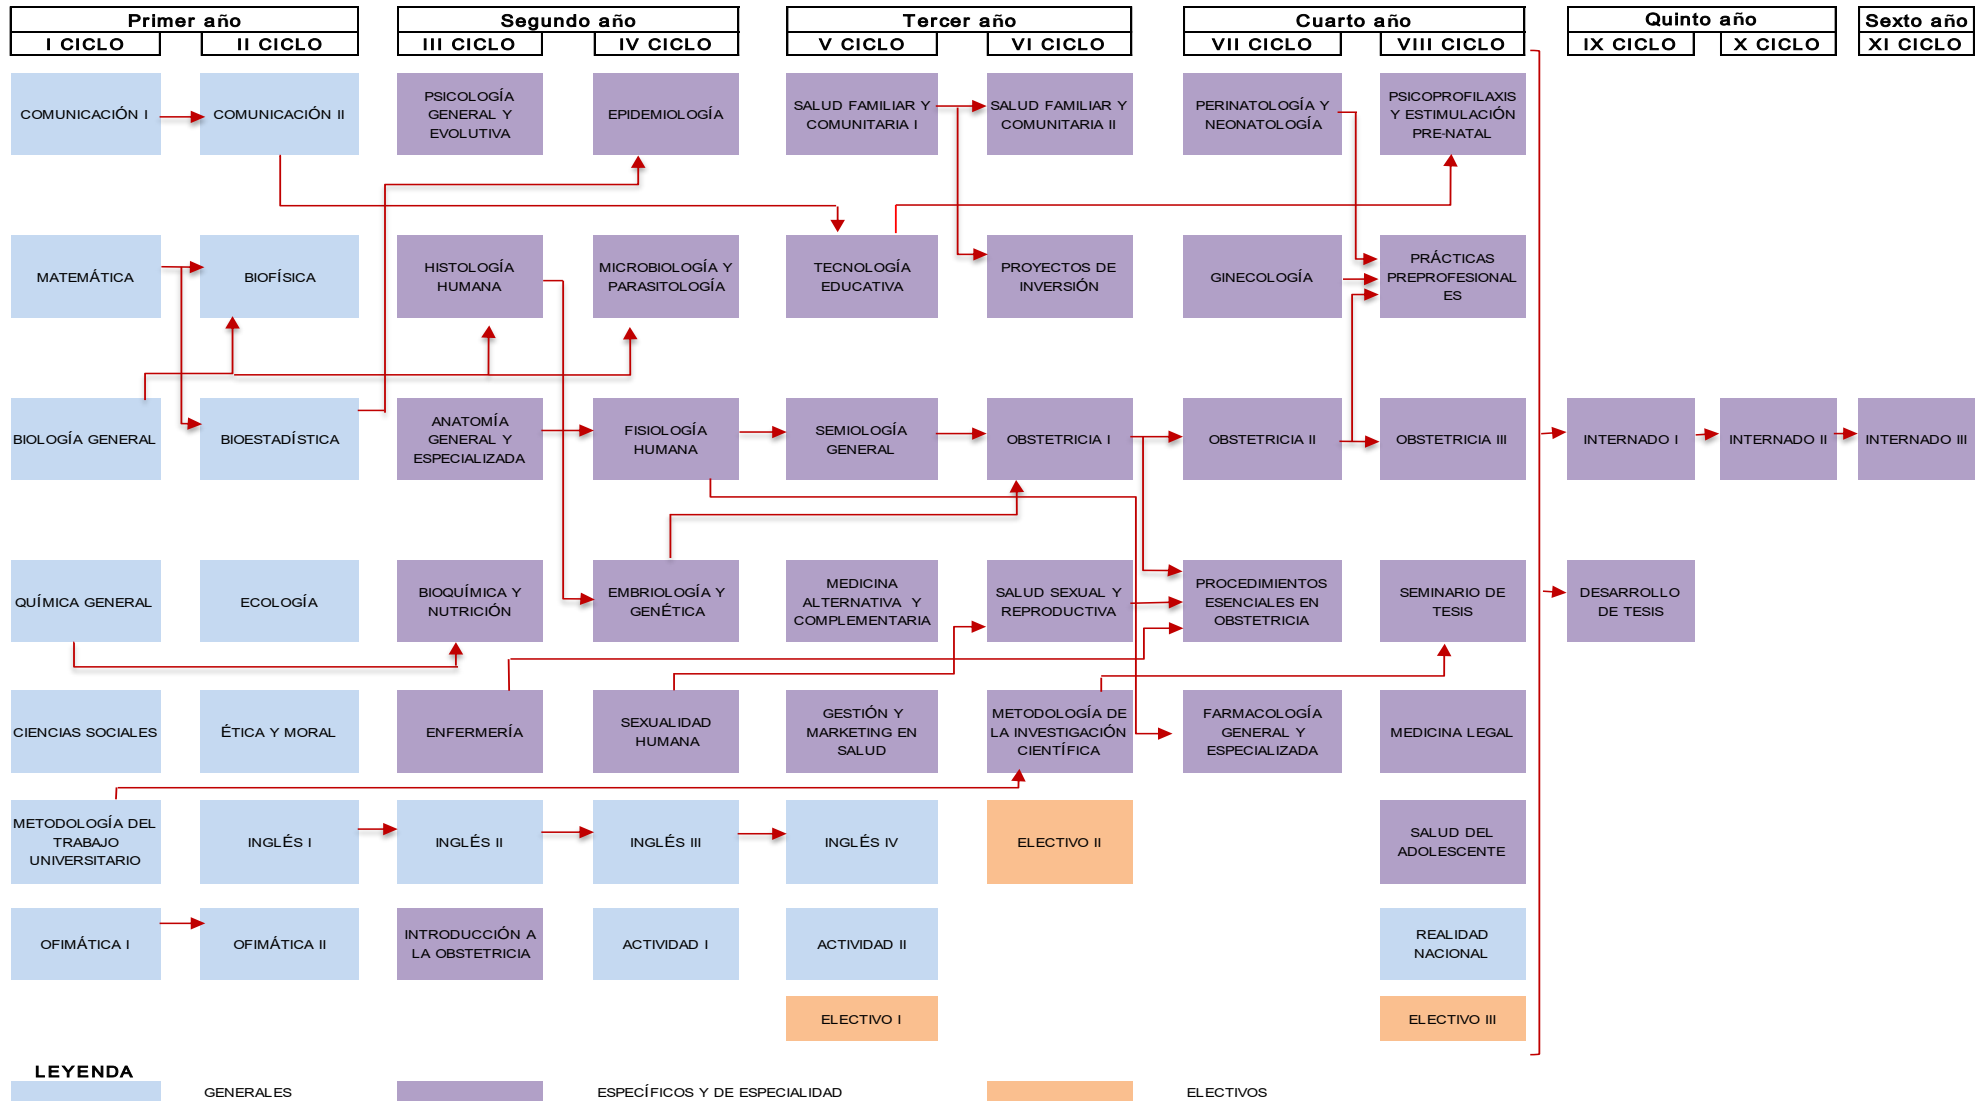 Primer año
Segundo año
Tercer año
Cuarto año
Quinto año
Sexto año
I CICLO
II CICLO
III CICLO
IV CICLO
V CICLO
VI CICLO
VII CICLO
VIII CICLO
IX CICLO
X CICLO
XI CICLO
COMUNICACIÓN I
COMUNICACIÓN II
PSICOLOGÍA
GENERAL Y
EVOLUTIVA
EPIDEMIOLOGÍA
SALUD FAMILIAR Y
COMUNITARIA I
SALUD FAMILIAR Y
COMUNITARIA II
PERINATOLOGÍA Y
NEONATOLOGÍA
PSICOPROFILAXIS
Y ESTIMULACIÓN
PRE-NATAL
MATEMÁTICA
BIOFÍSICA
HISTOLOGÍA
HUMANA
MICROBIOLOGÍA Y
PARASITOLOGÍA
TECNOLOGÍA
EDUCATIVA
PROYECTOS DE
INVERSIÓN
GINECOLOGÍA
PRÁCTICAS
PREPROFESIONAL
ES
BIOLOGÍA GENERAL
BIOESTADÍSTICA
ANATOMÍA
GENERAL Y
ESPECIALIZADA
FISIOLOGÍA
HUMANA
SEMIOLOGÍA
GENERAL
OBSTETRICIA I
OBSTETRICIA II
OBSTETRICIA III
INTERNADO I
INTERNADO II
INTERNADO III
QUÍMICA GENERAL
ECOLOGÍA
BIOQUÍMICA Y
NUTRICIÓN
EMBRIOLOGÍA Y
GENÉTICA
MEDICINA
ALTERNATIVA Y
COMPLEMENTARIA
SALUD SEXUAL Y
REPRODUCTIVA
PROCEDIMIENTOS
ESENCIALES EN
OBSTETRICIA
SEMINARIO DE
TESIS
DESARROLLO
DE TESIS
CIENCIAS SOCIALES
ÉTICA Y MORAL
ENFERMERÍA
SEXUALIDAD
HUMANA
GESTIÓN Y
MARKETING EN
SALUD
METODOLOGÍA DE
LA INVESTIGACIÓN
CIENTÍFICA
FARMACOLOGÍA
GENERAL Y
ESPECIALIZADA
MEDICINA LEGAL
METODOLOGÍA DEL
TRABAJO
UNIVERSITARIO
INGLÉS I
INGLÉS II
INGLÉS III
INGLÉS IV
ELECTIVO II
SALUD DEL
ADOLESCENTE
OFIMÁTICA I
OFIMÁTICA II
INTRODUCCIÓN A
LA OBSTETRICIA
ACTIVIDAD I
ACTIVIDAD II
REALIDAD
NACIONAL
ELECTIVO I
ELECTIVO III
LEYENDA
GENERALES
ESPECÍFICOS Y DE ESPECIALIDAD
ELECTIVOS